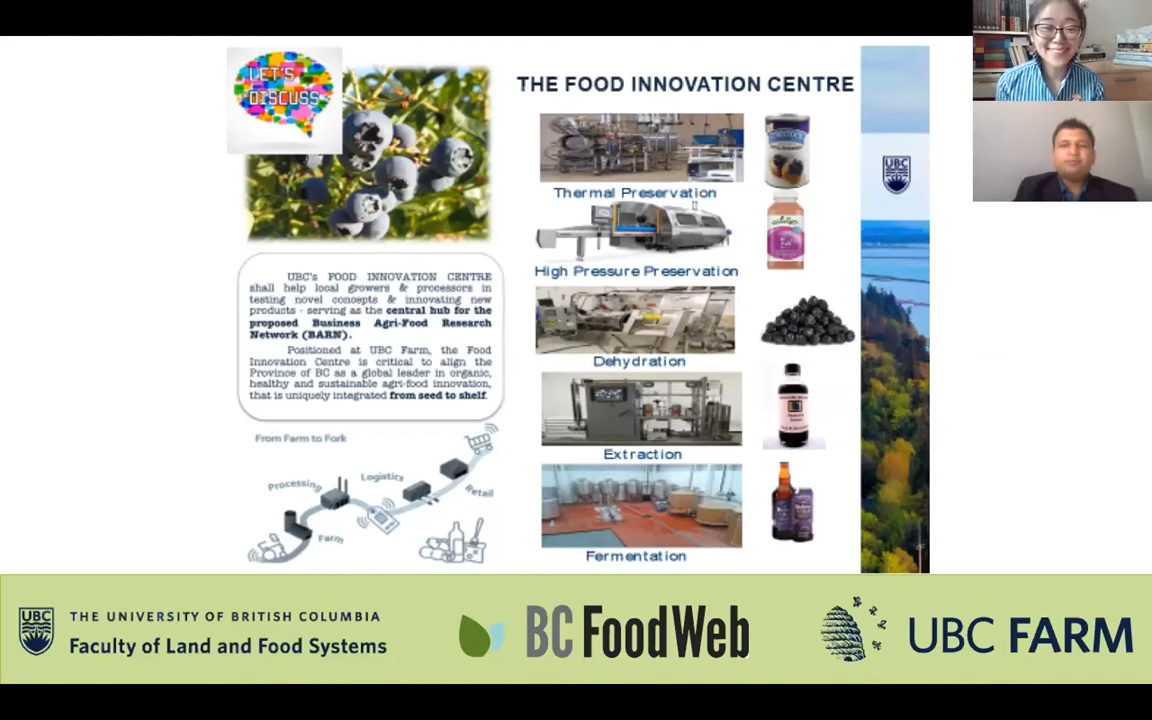 LET'S
DISCUSS
THE FOOD INNOVATION CENTRE
Thermal Preservation
High Pressure Preservation
Dehydration
Extraction
Fermentation
UBC
UBC's FOOD INNOVATION CENTRE
shall help local growers & processors in
testing novel concepts & innovating new
products - serving as the central hub for the
proposed Business Agri-Food Research
Network (BARN).
Positioned at UBC Farm, the Food
Innovation Centre is critical to align the
Province of BC as a global leader in organic,
healthy and sustainable agri-food innovation,
that is uniquely integrated from seed to shelf.
From Farm to Fork
Processing
Logistics
Retail
Farm
UBC
THE UNIVERSITY OF BRITISH COLUMBIA
Faculty of Land and Food Systems
BC FoodWeb
UBC FARM